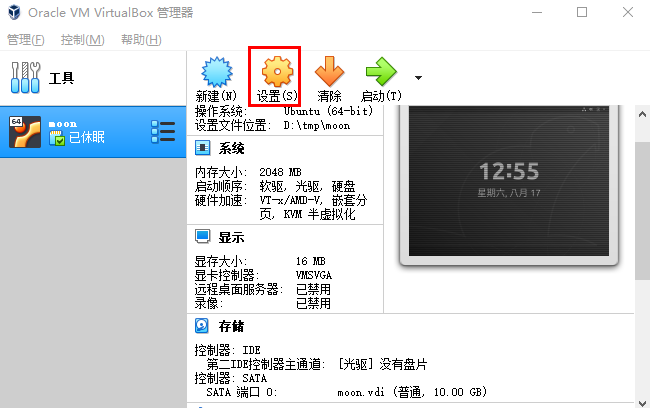 Oracle VM VirtualBox 管理器
管理(F) 控制(M) 帮助(H)
工具
新建(N) 设置(S) 清除 启动(T)
64 moon
已休眠
操作系统: Ubuntu (64-bit)
设置文件位置: D:\tmp\moon
系统
内存大小: 2048 MB
启动顺序: 软驱, 光驱, 硬盘
硬件加速: VT-x/AMD-V, 嵌套分
页, KVM 半虚拟化
12:55
星期六, 八月 17
显示
显存大小: 16 MB
显卡控制器: VMSVGA
远程桌面服务器: 已禁用
录像: 已禁用
存储
控制器: IDE
第二IDE控制器主通道: [光驱] 没有盘片
控制器: SATA
SATA 端口 0: moon.vdi (普通, 10.00 GB)